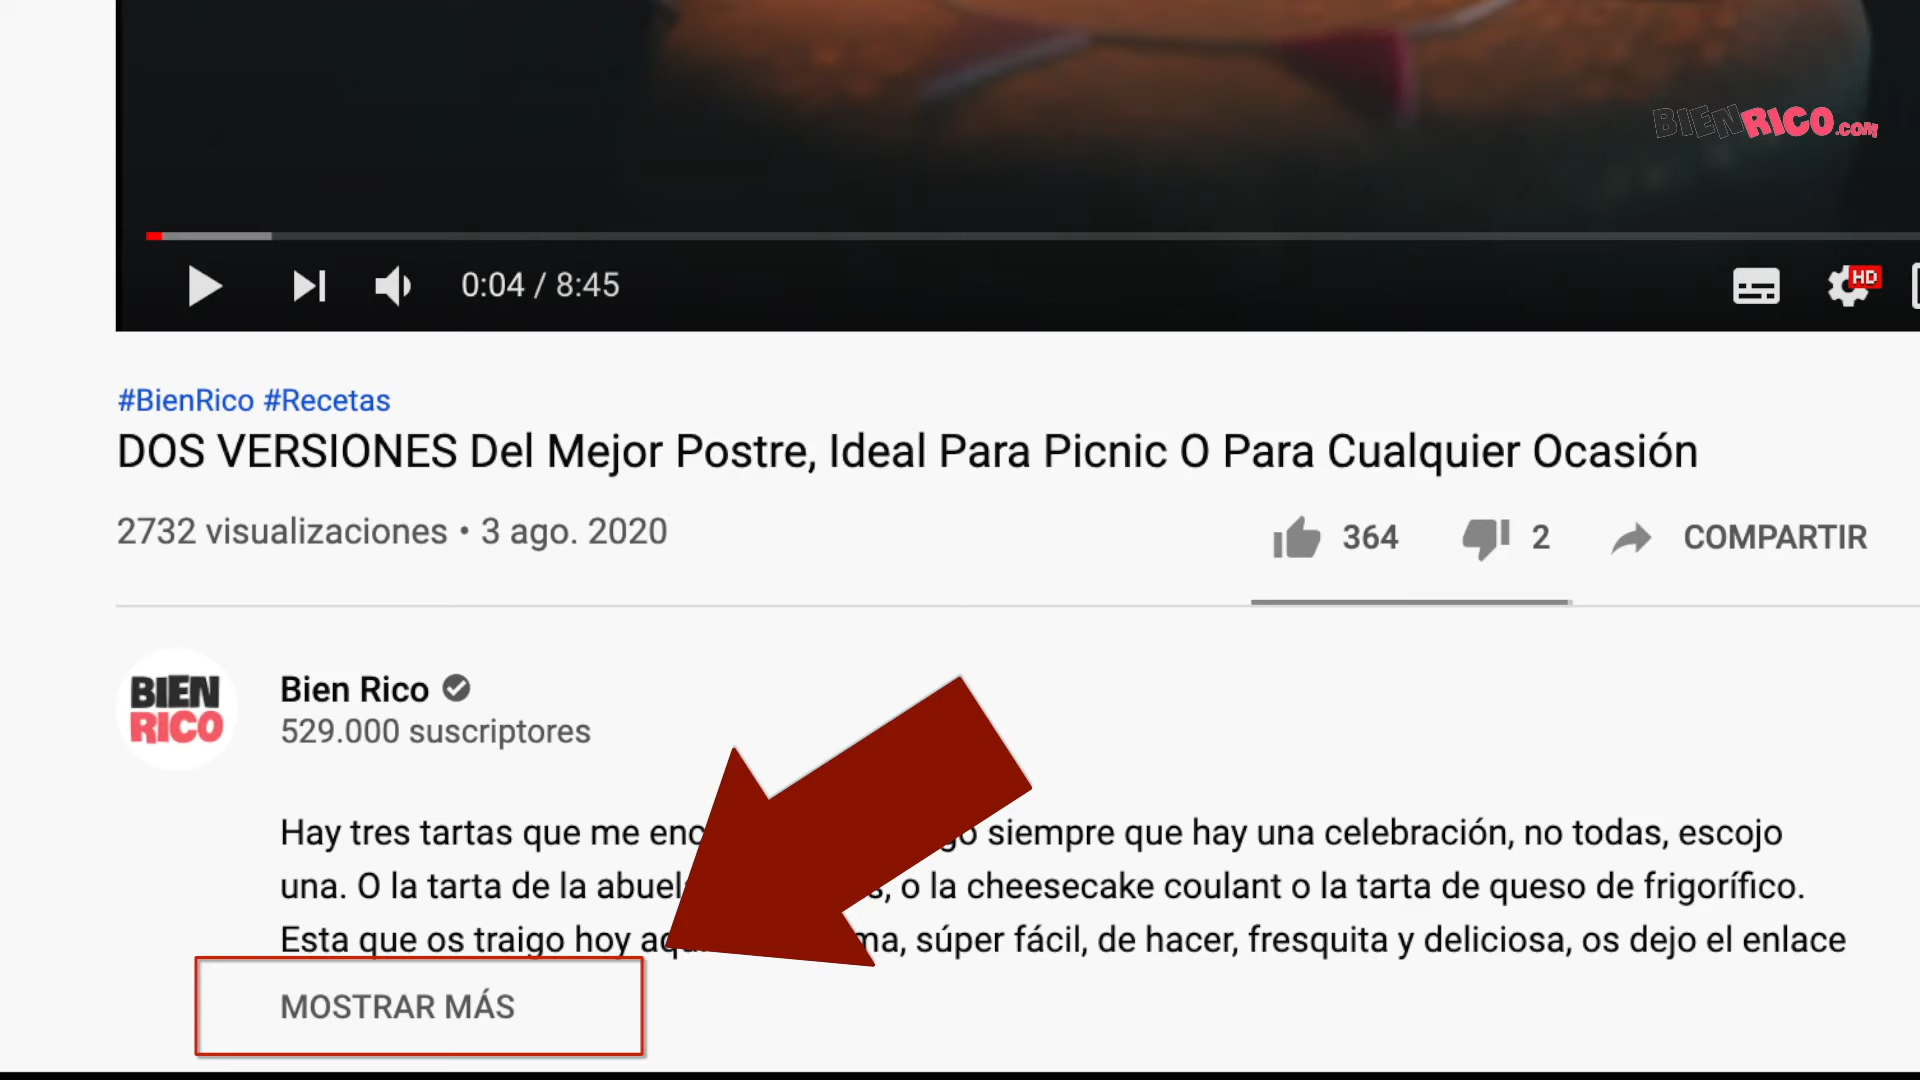 BIENRICO.COM
0:04 / 8:45
HD
#BienRico #Recetas
DOS VERSIONES Del Mejor Postre, Ideal Para Picnic O Para Cualquier Ocasión
2732 visualizaciones • 3 ago. 2020
364 2 COMPARTIR
BIEN
RICO
Bien Rico
529.000 suscriptores
Hay tres tartas que me siempre que hay una celebración, no todas, escojo
una. O la tarta de la o la cheesecake coulant o la tarta de queso de frigorífico.
Esta que os traigo hoy súper fácil, de hacer, fresquita y deliciosa, os dejo el enlace
MOSTRAR MÁS